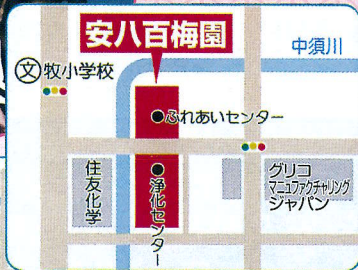 安八百梅園
中須川
文牧小学校
●ふれあいセンター
住友化学
●浄化センター
グリコ
マニュファクチャリング
ジャパン